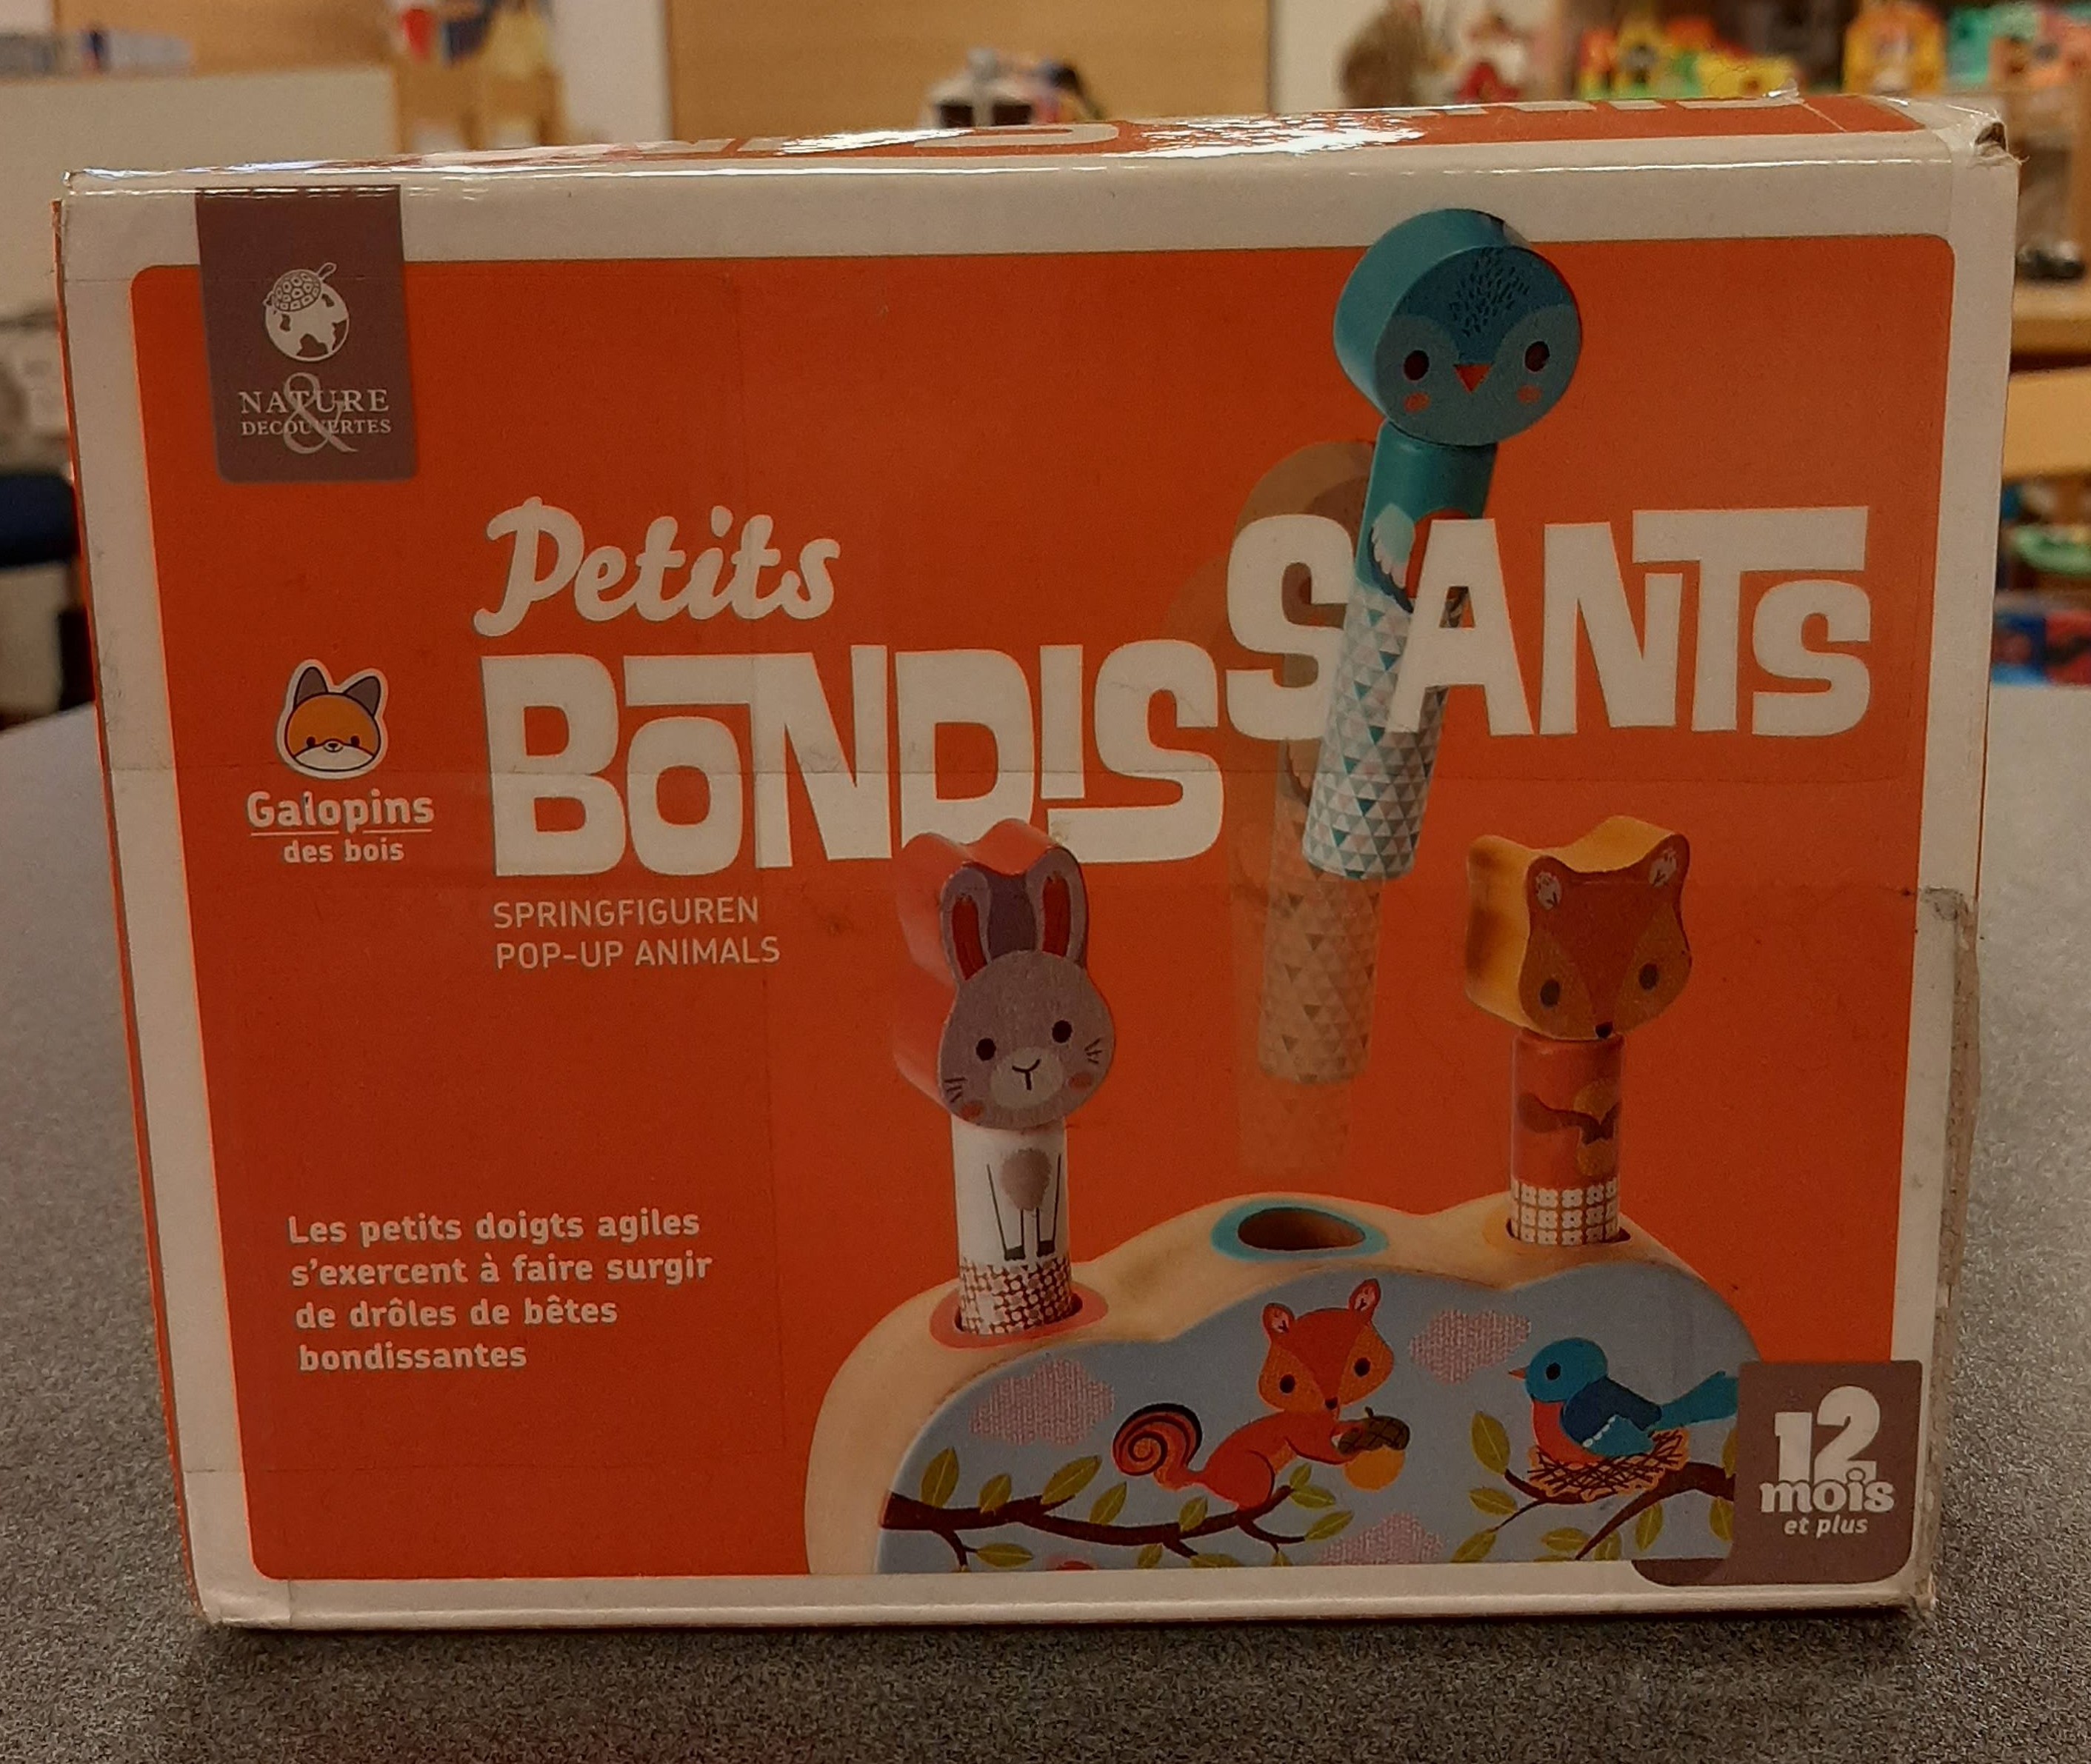 NATURE
&
DECOUVERTES
Petits
BONDISSANTS
SPRINGFIGUREN
POP-UP ANIMALS
Galopins
des bois
Les petits doigts agiles
s'exercent à faire surgir
de drôles de bêtes
bondissantes
12
mois
et plus